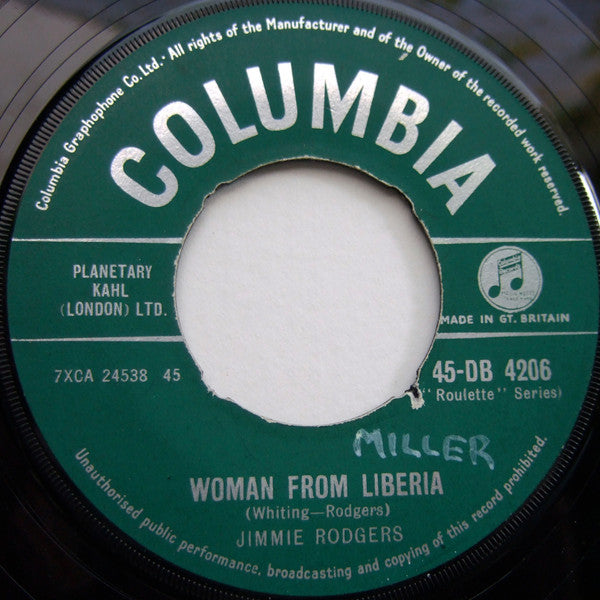 Columbia Graphophone Co.Ltd.· All rights of the Manufacturer and of the Owner of the recorded work reserved.
COLUMBIA
PLANETARY
KAHL
(LONDON) LTD.
MADE IN GT. BRITAIN
7XCA 24538 45
45-DB 4206
"Roulette" Series)
MILLER
WOMAN FROM LIBERIA
(Whiting—Rodgers)
JIMMIE RODGERS
Unauthorised public performance, broadcasting and copying of this record prohibited.